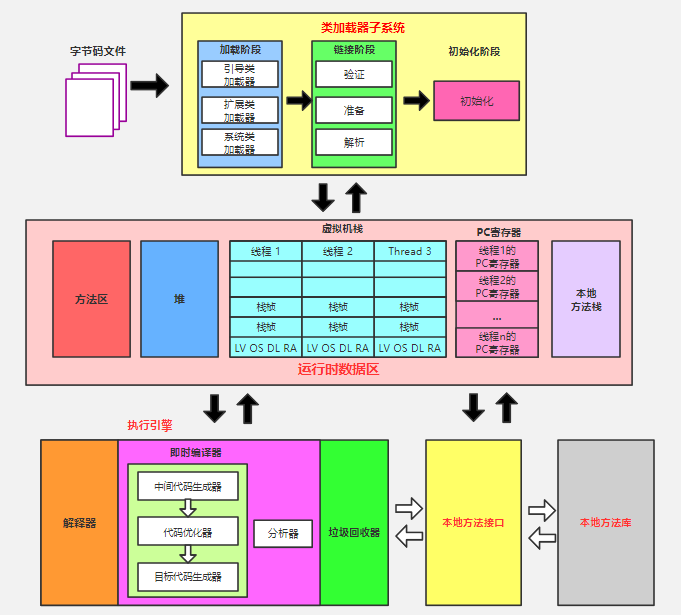 类加载器子系统
字节码文件
加载阶段
链接阶段
初始化阶段
引导类
加载器
验证
扩展类
加载器
准备
初始化
系统类
加载器
解析
虚拟机栈
PC寄存器
方法区
堆
线程 1
线程 2
Thread 3
栈桢
栈桢
栈桢
栈桢
栈桢
栈桢
LV OS DL RA
LV OS DL RA
LV OS DL RA
线程1的
PC寄存器
线程2的
PC寄存器
...
线程n的
PC寄存器
本地
方法栈
运行时数据区
执行引擎
解释器
即时编译器
中间代码生成器
代码优化器
目标代码生成器
分析器
垃圾回收器
本地方法接口
本地方法库